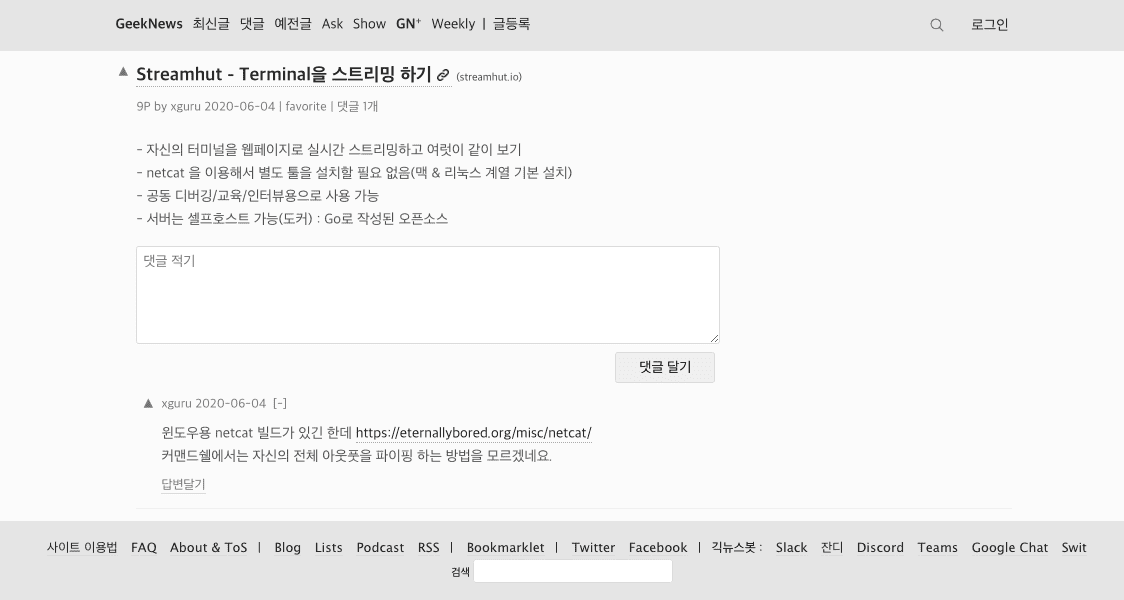 GeekNews 최신글 댓글 예전글 Ask Show GN⁺ Weekly | 글등록 로그인
▲ Streamhut - Terminal을 스트리밍 하기 (streamhut.io)
9P by xguru 2020-06-04 | favorite | 댓글 1개
- 자신의 터미널을 웹페이지로 실시간 스트리밍하고 여럿이 같이 보기
- netcat 을 이용해서 별도 툴을 설치할 필요 없음(맥 & 리눅스 계열 기본 설치)
- 공동 디버깅/교육/인터뷰용으로 사용 가능
- 서버는 셀프호스트 가능(도커) : Go로 작성된 오픈소스
댓글 적기
댓글 달기
▲ xguru 2020-06-04 [-]
윈도우용 netcat 빌드가 있긴 한데 https://eternallybored.org/misc/netcat/
커맨드쉘에서는 자신의 전체 아웃풋을 파이핑 하는 방법을 모르겠네요.
답변달기
사이트 이용법 FAQ About & ToS | Blog Lists Podcast RSS | Bookmarklet | Twitter Facebook | 긱뉴스봇 : Slack 잔디 Discord Teams Google Chat Swit
검색